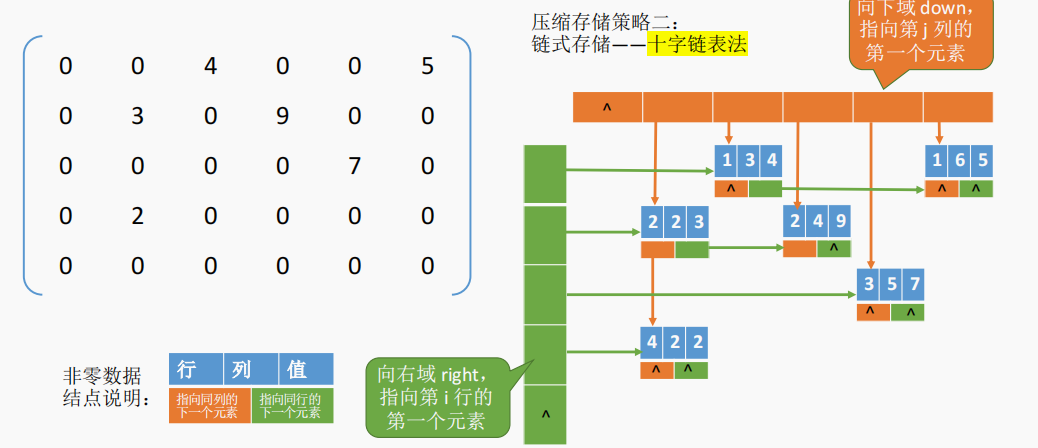 压缩存储策略二：
链式存储——十字链表法
向下域 down，
指向第 j 列的
第一个元素
0 0 4 0 0 5
0 3 0 9 0 0
0 0 0 0 7 0
0 2 0 0 0 0
0 0 0 0 0 0
^
1 3 4
^
1 6 5
^ ^
2 2 3
2 4 9
^
3 5 7
^ ^
4 2 2
^ ^
^
非零数据
结点说明：
行 列 值
指向同列的
下一个元素
指向同行的
下一个元素
向右域 right，
指向第 i 行的
第一个元素